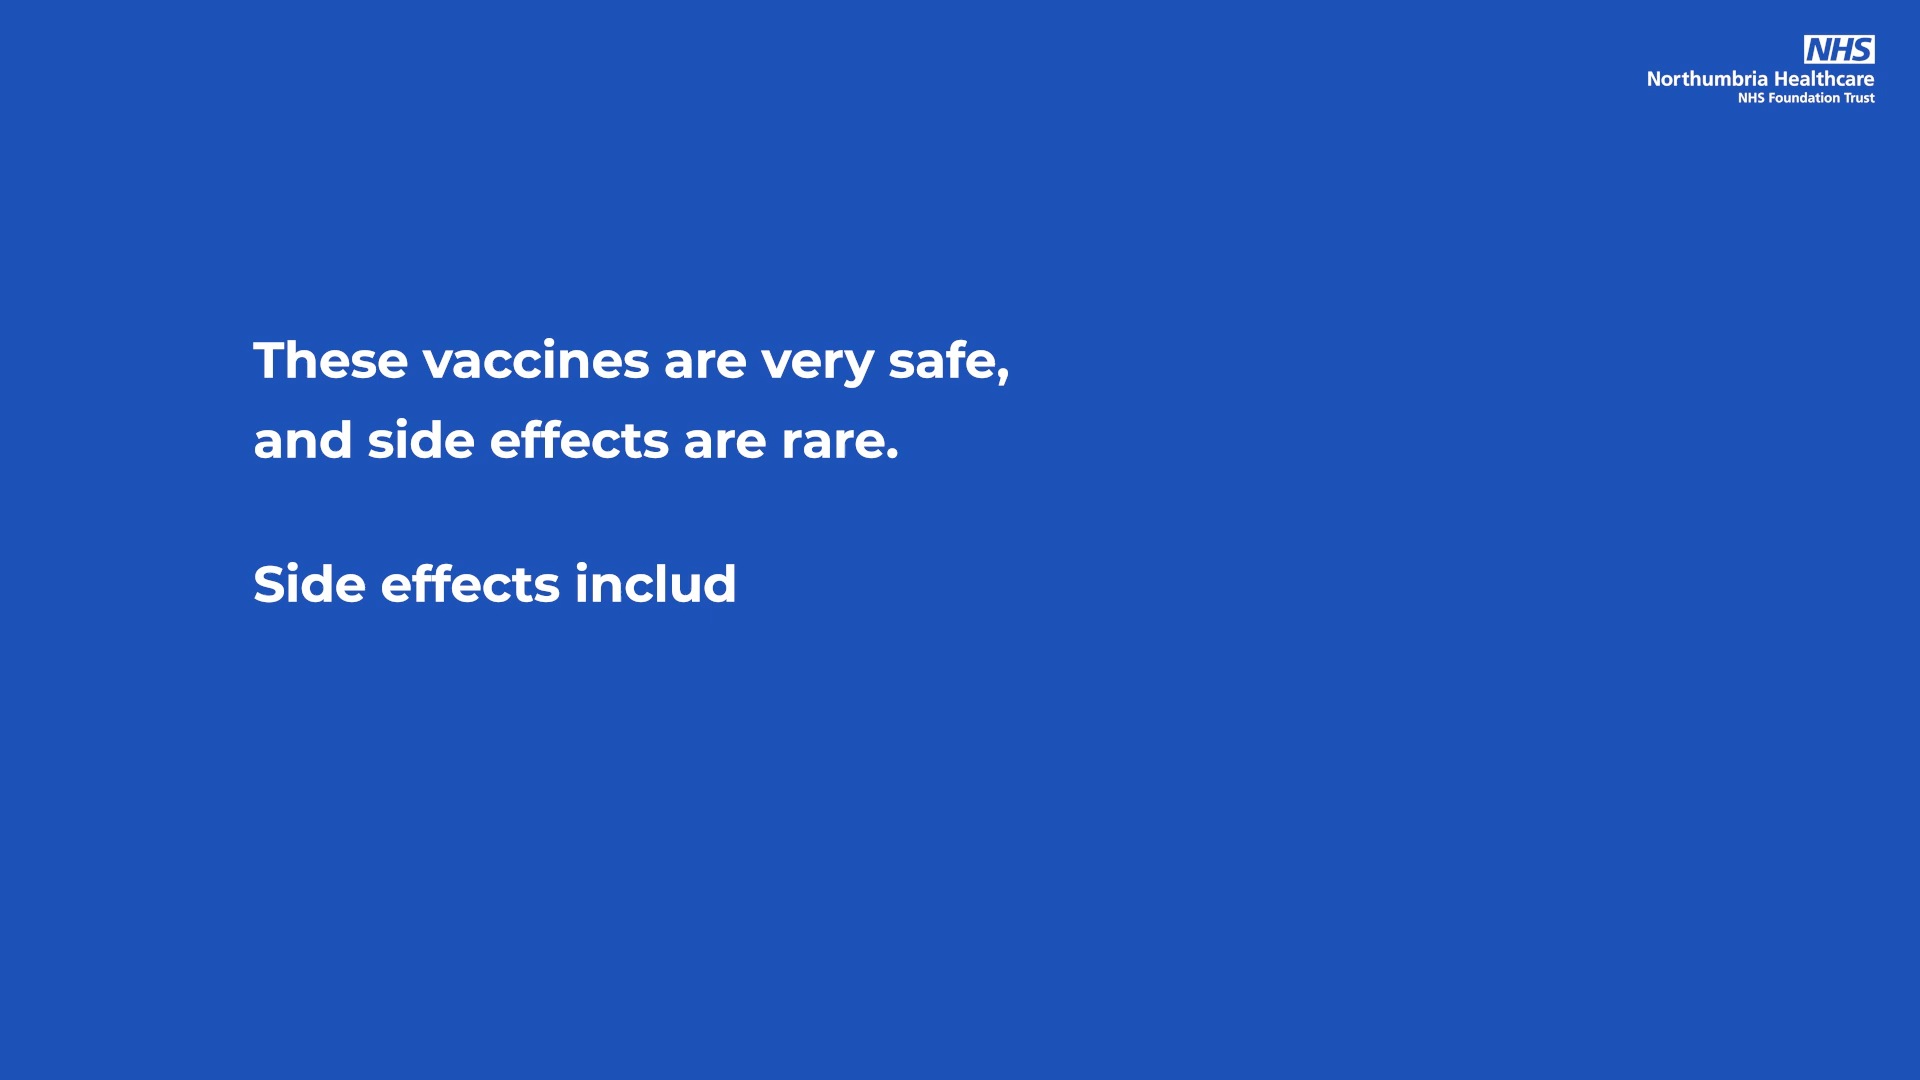 NHS
Northumbria Healthcare
NHS Foundation Trust
These vaccines are very safe,
and side effects are rare.
Side effects includ